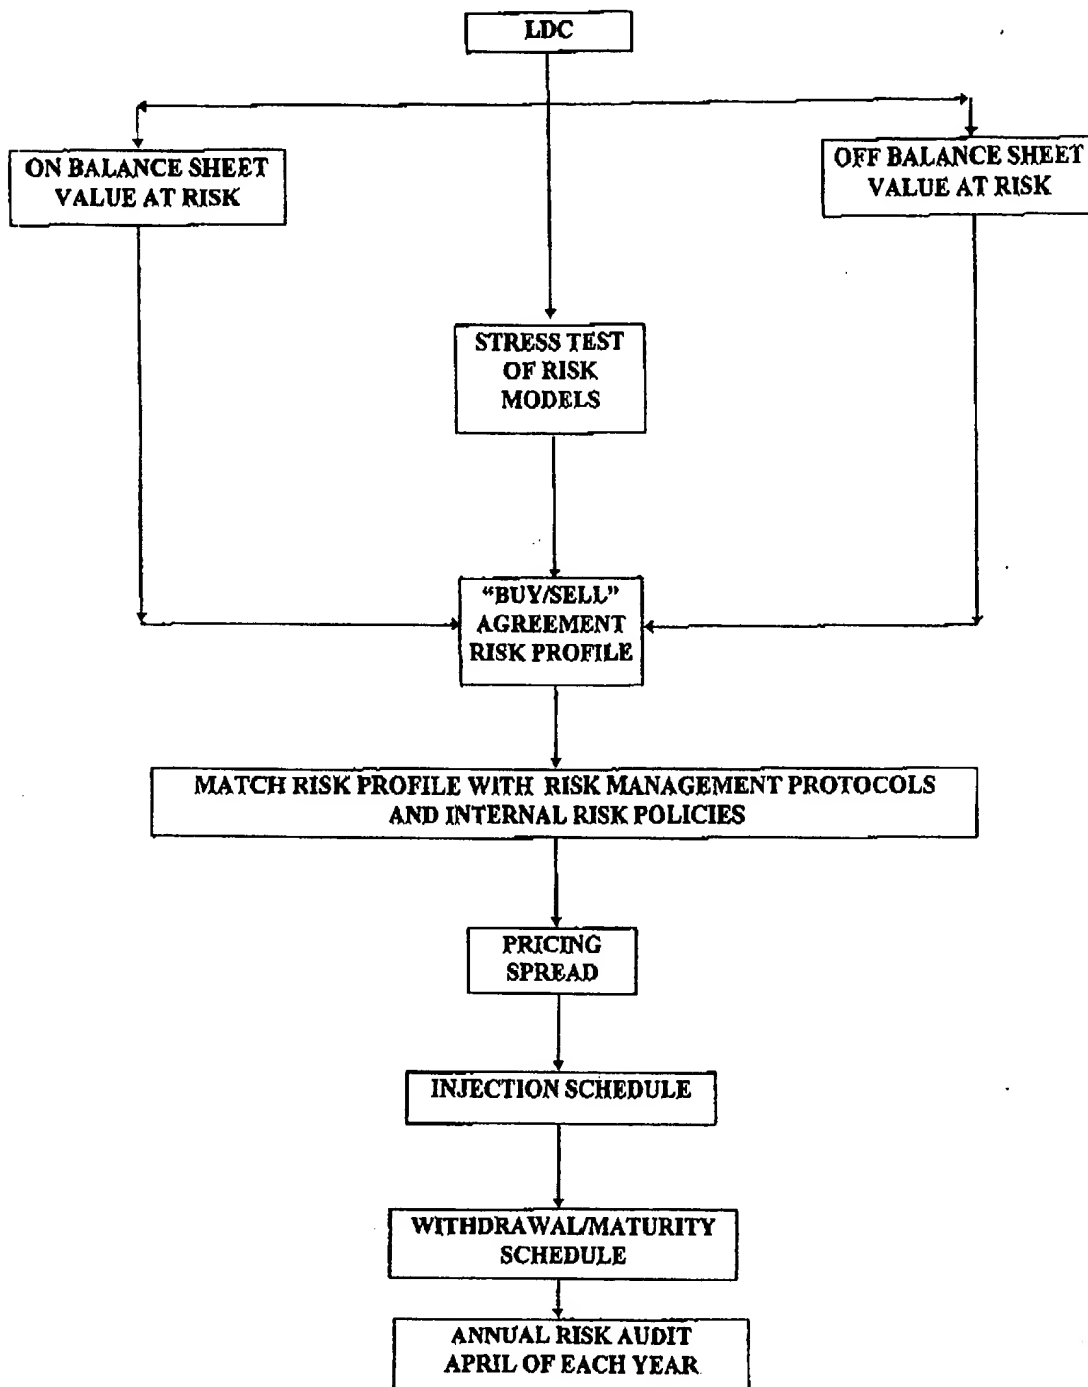 LDC
ON BALANCE SHEET
VALUE AT RISK
OFF BALANCE SHEET
VALUE AT RISK
STRESS TEST
OF RISK
MODELS
“BUY/SELL”
AGREEMENT
RISK PROFILE
MATCH RISK PROFILE WITH RISK MANAGEMENT PROTOCOLS
AND INTERNAL RISK POLICIES
PRICING
SPREAD
INJECTION SCHEDULE
WITHDRAWAL/MATURITY
SCHEDULE
ANNUAL RISK AUDIT
APRIL OF EACH YEAR